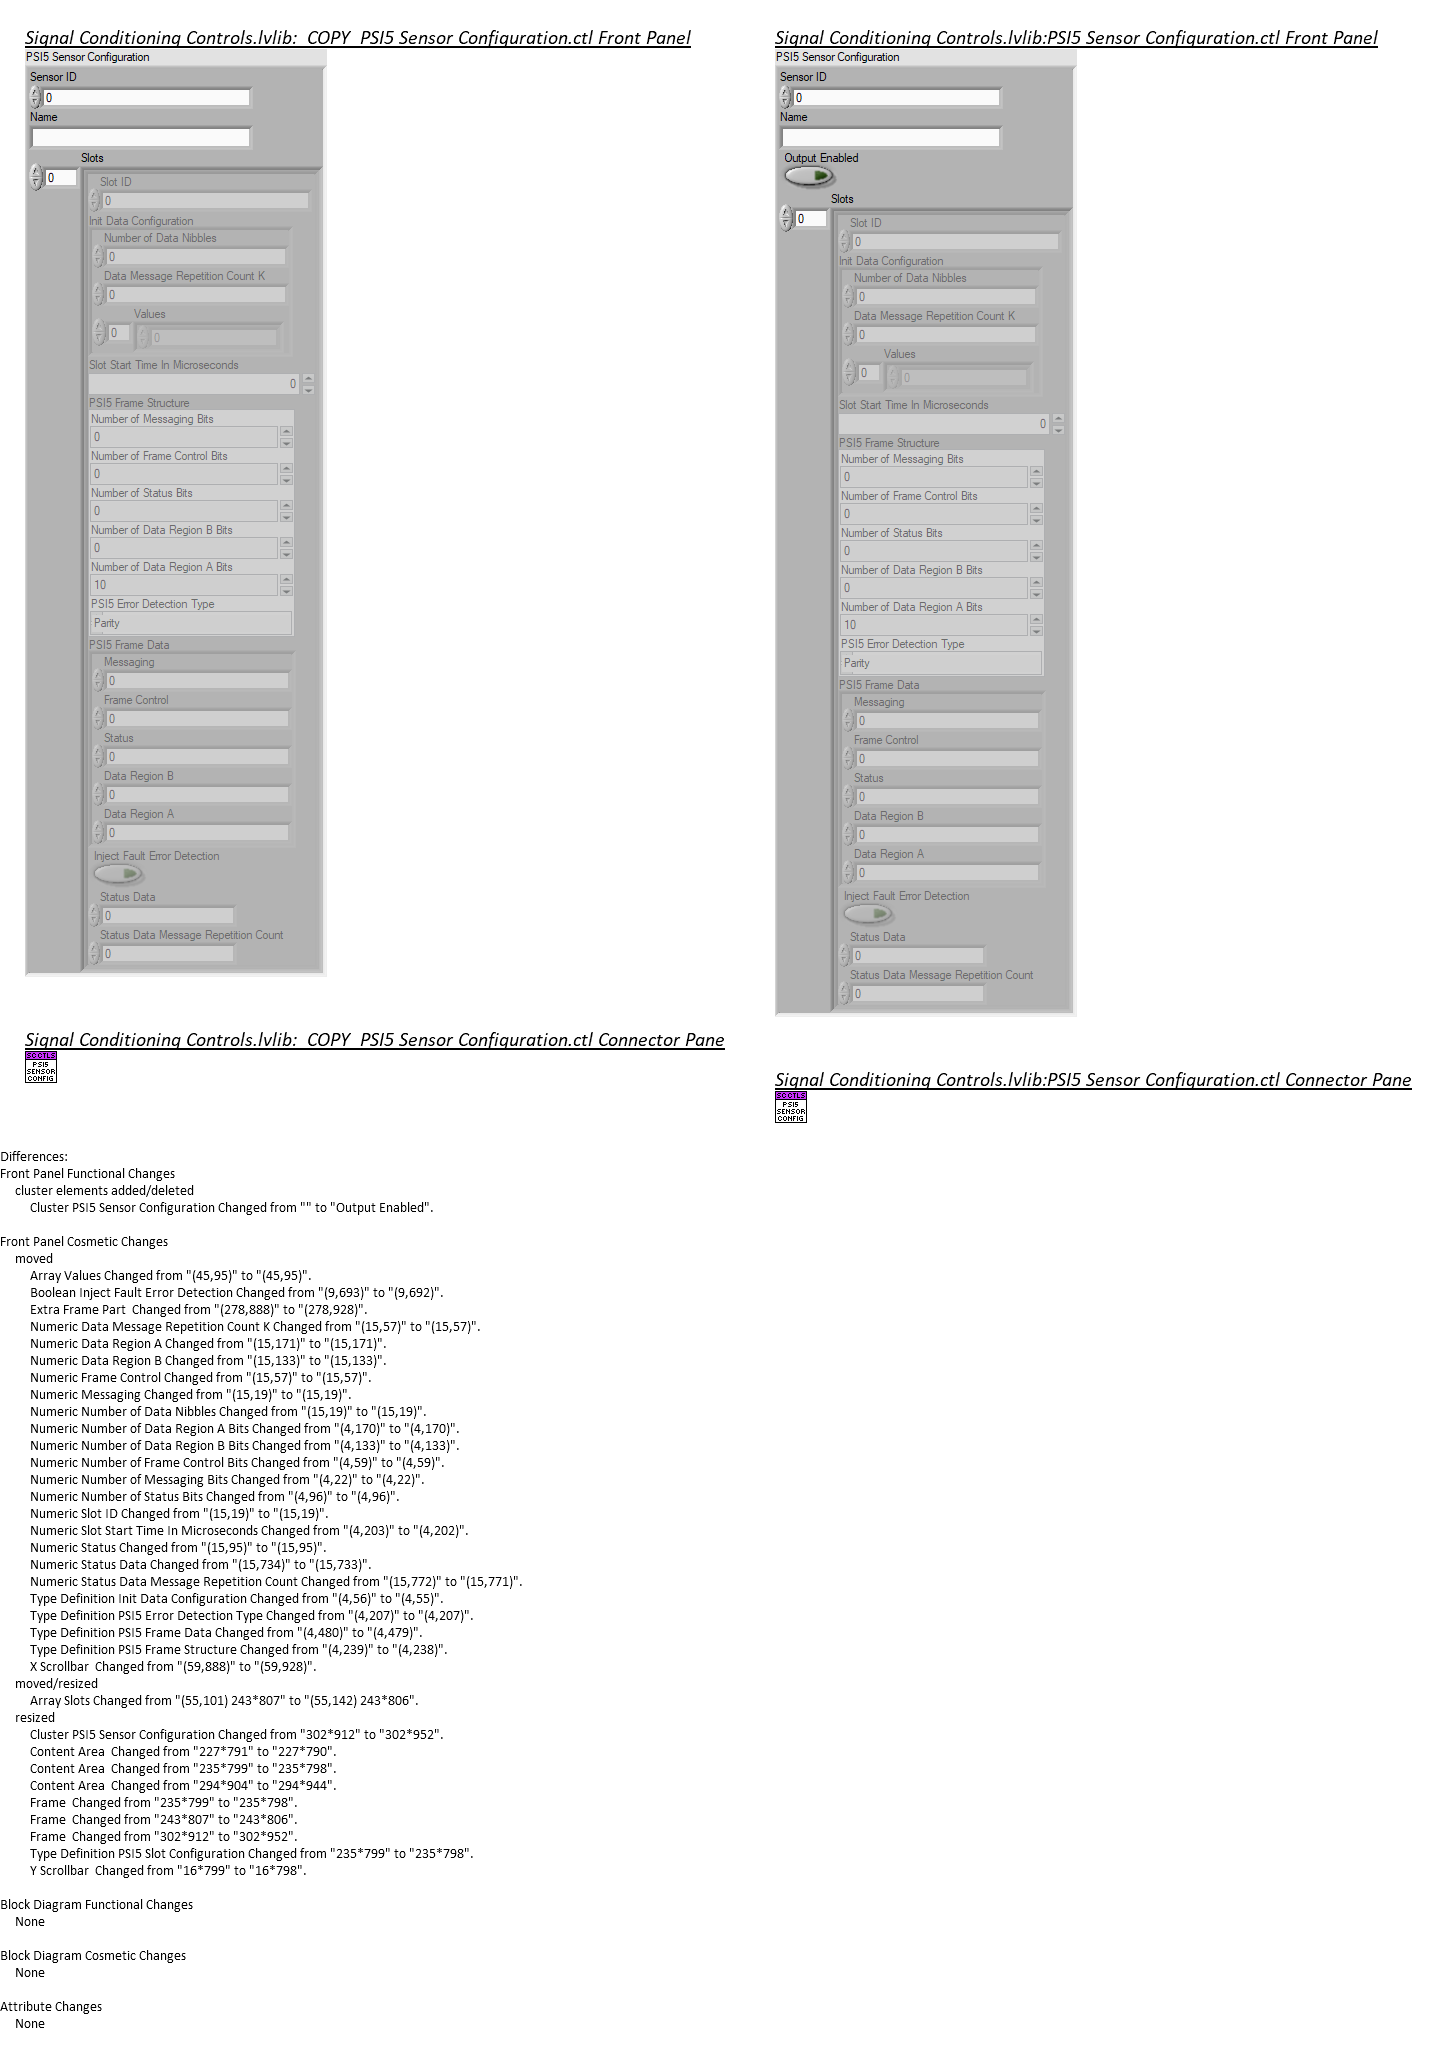 Signal Conditioning Controls.lvlib:  COPY  PSI5 Sensor Configuration.ctl Front Panel
PSI5 Sensor Configuration
Sensor ID
0
Name
Slots
0
Slot ID
0
Init Data Configuration
Number of Data Nibbles
0
Data Message Repetition Count K
0
Values
0
0
Slot Start Time In Microseconds
0
PSI5 Frame Structure
Number of Messaging Bits
0
Number of Frame Control Bits
0
Number of Status Bits
0
Number of Data Region B Bits
0
Number of Data Region A Bits
10
PSI5 Error Detection Type
Parity
PSI5 Frame Data
Messaging
0
Frame Control
0
Status
0
Data Region B
0
Data Region A
0
Inject Fault Error Detection
Status Data
0
Status Data Message Repetition Count
0
Signal Conditioning Controls.lvlib:PSI5 Sensor Configuration.ctl Front Panel
PSI5 Sensor Configuration
Sensor ID
0
Name
Output Enabled
Slots
0
Slot ID
0
Init Data Configuration
Number of Data Nibbles
0
Data Message Repetition Count K
0
Values
0
0
Slot Start Time In Microseconds
0
PSI5 Frame Structure
Number of Messaging Bits
0
Number of Frame Control Bits
0
Number of Status Bits
0
Number of Data Region B Bits
0
Number of Data Region A Bits
10
PSI5 Error Detection Type
Parity
PSI5 Frame Data
Messaging
0
Frame Control
0
Status
0
Data Region B
0
Data Region A
0
Inject Fault Error Detection
Status Data
0
Status Data Message Repetition Count
0
Signal Conditioning Controls.lvlib:  COPY  PSI5 Sensor Configuration.ctl Connector Pane
SCCTLS
PSI5
SENSOR
CONFIG
Signal Conditioning Controls.lvlib:PSI5 Sensor Configuration.ctl Connector Pane
SCCTLS
PSI5
SENSOR
CONFIG
Differences:
Front Panel Functional Changes
cluster elements added/deleted
Cluster PSI5 Sensor Configuration Changed from "" to "Output Enabled".
Front Panel Cosmetic Changes
moved
Array Values Changed from "(45,95)" to "(45,95)".
Boolean Inject Fault Error Detection Changed from "(9,693)" to "(9,692)".
Extra Frame Part  Changed from "(278,888)" to "(278,928)".
Numeric Data Message Repetition Count K Changed from "(15,57)" to "(15,57)".
Numeric Data Region A Changed from "(15,171)" to "(15,171)".
Numeric Data Region B Changed from "(15,133)" to "(15,133)".
Numeric Frame Control Changed from "(15,57)" to "(15,57)".
Numeric Messaging Changed from "(15,19)" to "(15,19)".
Numeric Number of Data Nibbles Changed from "(15,19)" to "(15,19)".
Numeric Number of Data Region A Bits Changed from "(4,170)" to "(4,170)".
Numeric Number of Data Region B Bits Changed from "(4,133)" to "(4,133)".
Numeric Number of Frame Control Bits Changed from "(4,59)" to "(4,59)".
Numeric Number of Messaging Bits Changed from "(4,22)" to "(4,22)".
Numeric Number of Status Bits Changed from "(4,96)" to "(4,96)".
Numeric Slot ID Changed from "(15,19)" to "(15,19)".
Numeric Slot Start Time In Microseconds Changed from "(4,203)" to "(4,202)".
Numeric Status Changed from "(15,95)" to "(15,95)".
Numeric Status Data Changed from "(15,734)" to "(15,733)".
Numeric Status Data Message Repetition Count Changed from "(15,772)" to "(15,771)".
Type Definition Init Data Configuration Changed from "(4,56)" to "(4,55)".
Type Definition PSI5 Error Detection Type Changed from "(4,207)" to "(4,207)".
Type Definition PSI5 Frame Data Changed from "(4,480)" to "(4,479)".
Type Definition PSI5 Frame Structure Changed from "(4,239)" to "(4,238)".
X Scrollbar  Changed from "(59,888)" to "(59,928)".
moved/resized
Array Slots Changed from "(55,101) 243*807" to "(55,142) 243*806".
resized
Cluster PSI5 Sensor Configuration Changed from "302*912" to "302*952".
Content Area  Changed from "227*791" to "227*790".
Content Area  Changed from "235*799" to "235*798".
Content Area  Changed from "294*904" to "294*944".
Frame  Changed from "235*799" to "235*798".
Frame  Changed from "243*807" to "243*806".
Frame  Changed from "302*912" to "302*952".
Type Definition PSI5 Slot Configuration Changed from "235*799" to "235*798".
Y Scrollbar  Changed from "16*799" to "16*798".
Block Diagram Functional Changes
None
Block Diagram Cosmetic Changes
None
Attribute Changes
None